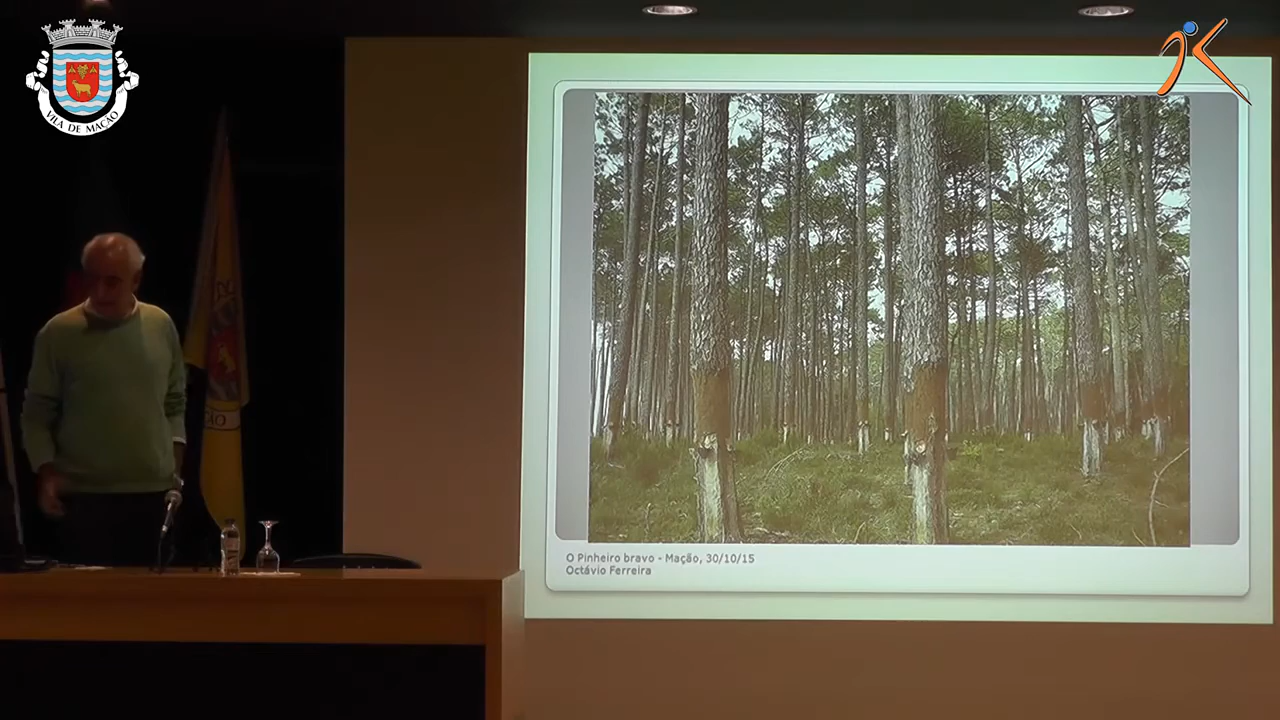 VILA DE MAÇÃO
O Pinheiro bravo - Mação, 30/10/15
Octávio Ferreira